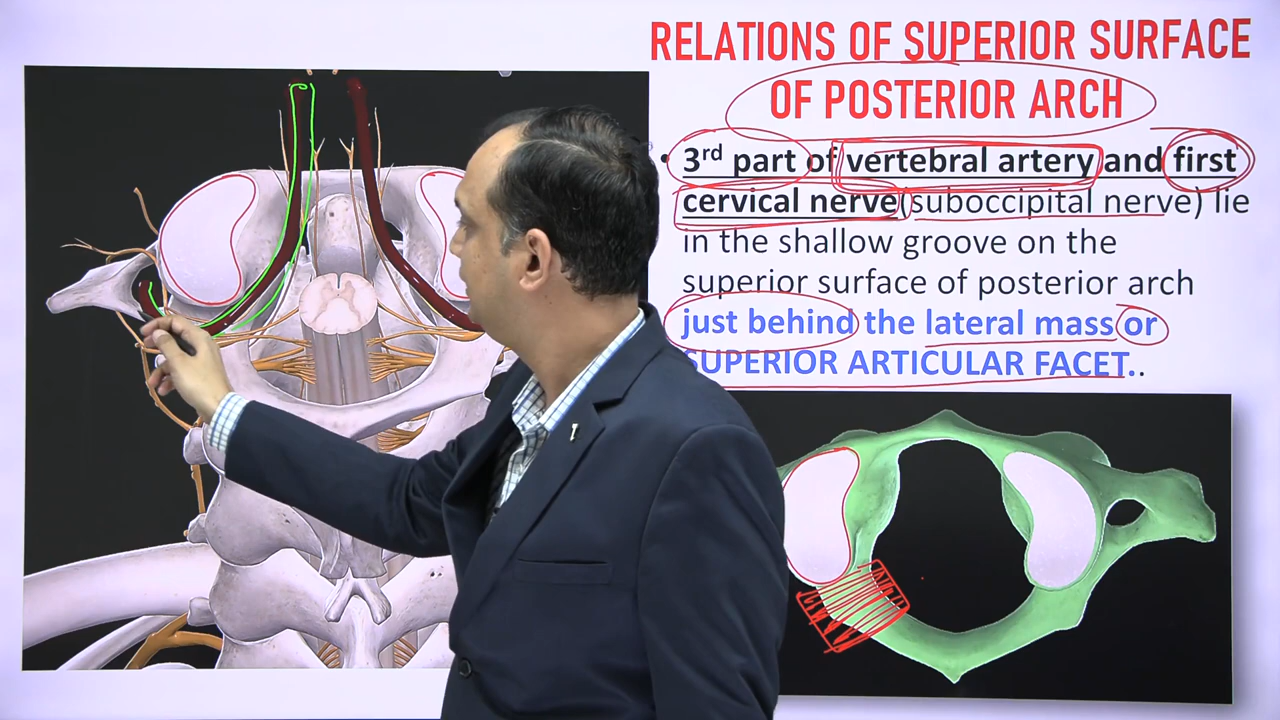 RELATIONS OF SUPERIOR SURFACE
OF POSTERIOR ARCH
• 3rd part of vertebral artery and first
cervical nerve(suboccipital nerve) lie
in the shallow groove on the
superior surface of posterior arch
just behind the lateral mass or
SUPERIOR ARTICULAR FACET..